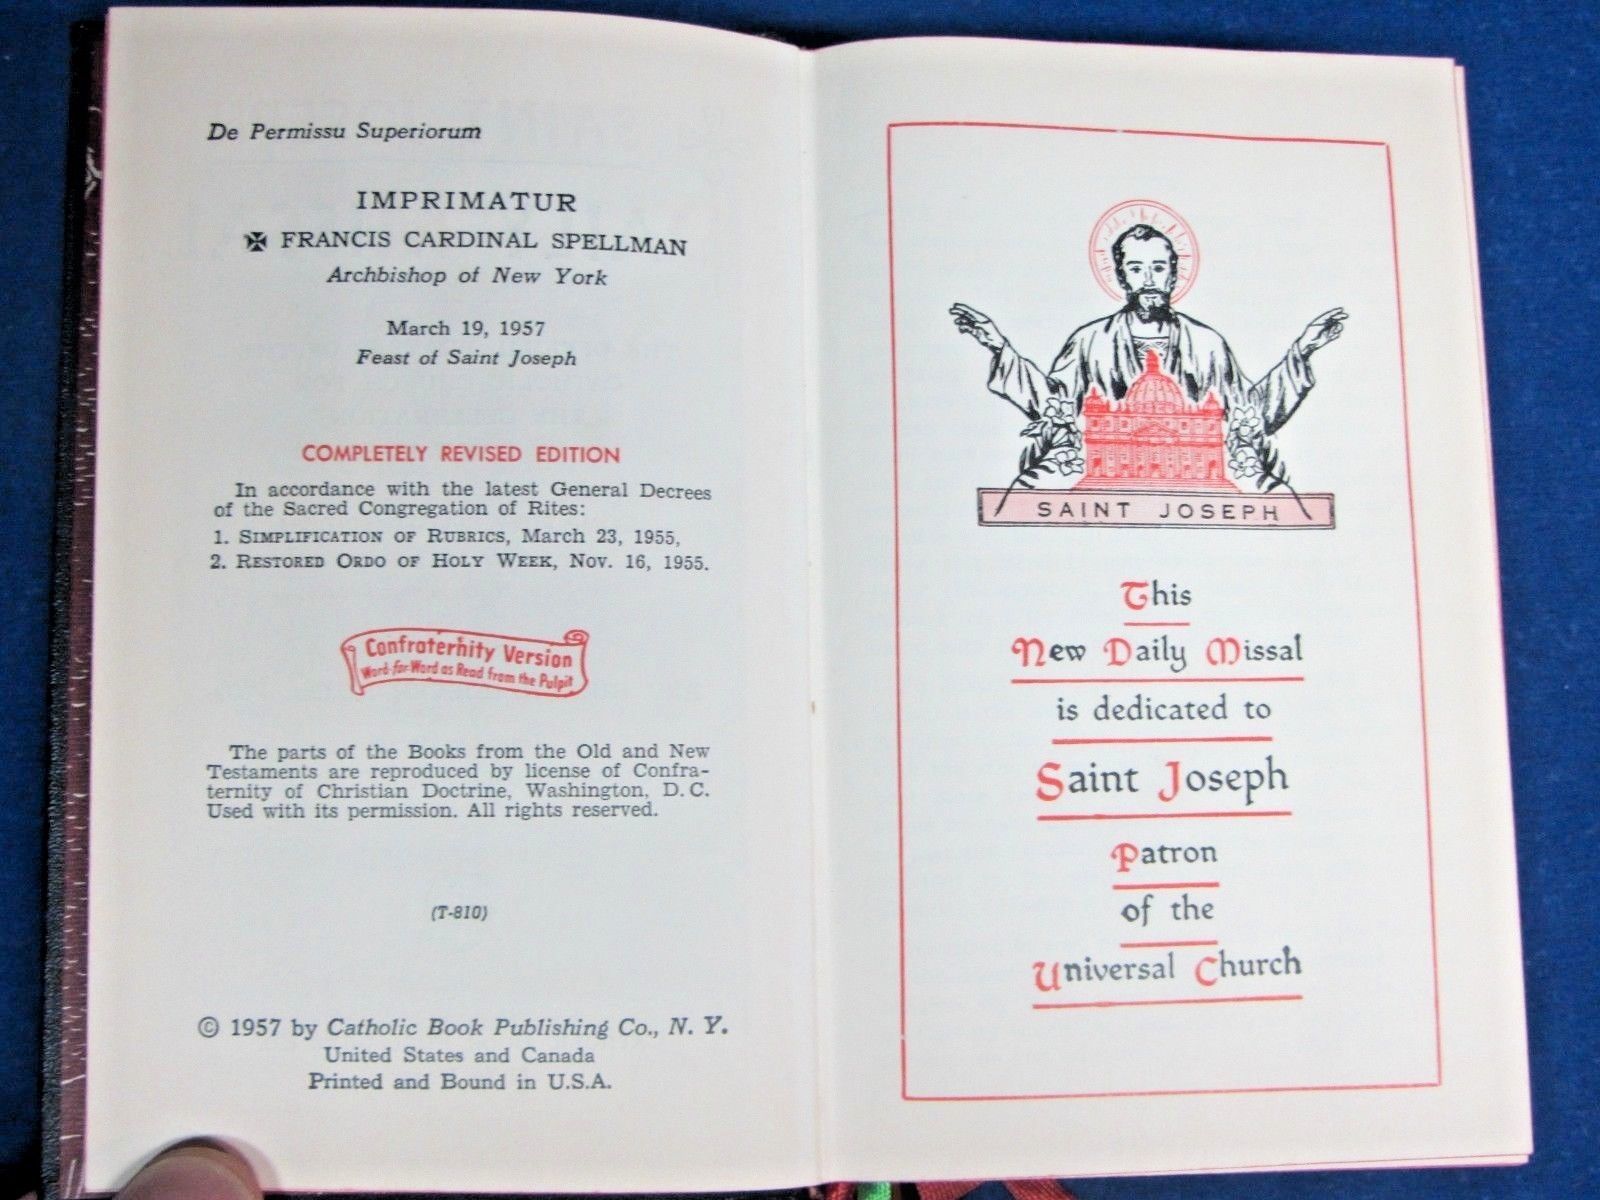 De Permissu Superiorum
IMPRIMATUR
✠ FRANCIS CARDINAL SPELLMAN
Archbishop of New York
March 19, 1957
Feast of Saint Joseph
COMPLETELY REVISED EDITION
In accordance with the latest General Decrees
of the Sacred Congregation of Rites:
1. SIMPLIFICATION OF RUBRICS, March 23, 1955,
2. RESTORED ORDO OF HOLY WEEK, Nov. 16, 1955.
Confraternity Version
Word-for-Word as Read from the Pulpit
The parts of the Books from the Old and New
Testaments are reproduced by license of Confra-
ternity of Christian Doctrine, Washington, D. C.
Used with its permission. All rights reserved.
(T-810)
© 1957 by Catholic Book Publishing Co., N. Y.
United States and Canada
Printed and Bound in U.S.A.
SAINT JOSEPH
This
New Daily Missal
is dedicated to
Saint Joseph
Patron
of the
Universal Church